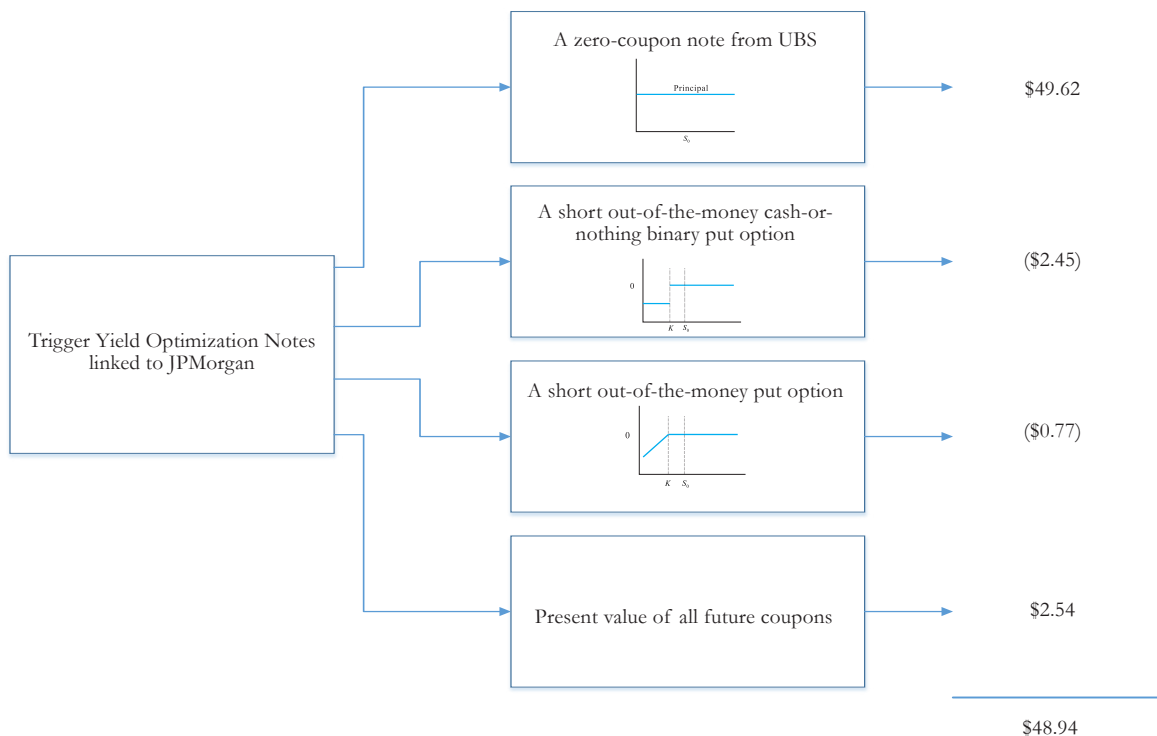 A zero-coupon note from UBS
Principal
S₀
$49.62
A short out-of-the-money cash-or-
nothing binary put option
0
K S₀
($2.45)
Trigger Yield Optimization Notes
linked to JPMorgan
A short out-of-the-money put option
0
K S₀
($0.77)
Present value of all future coupons
$2.54
$48.94